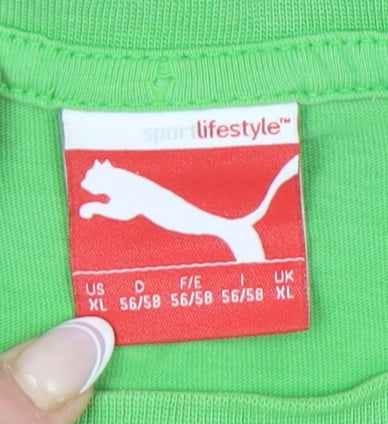 sportlifestyle™
US D F/E I UK
XL 56/58 56/58 56/58 XL